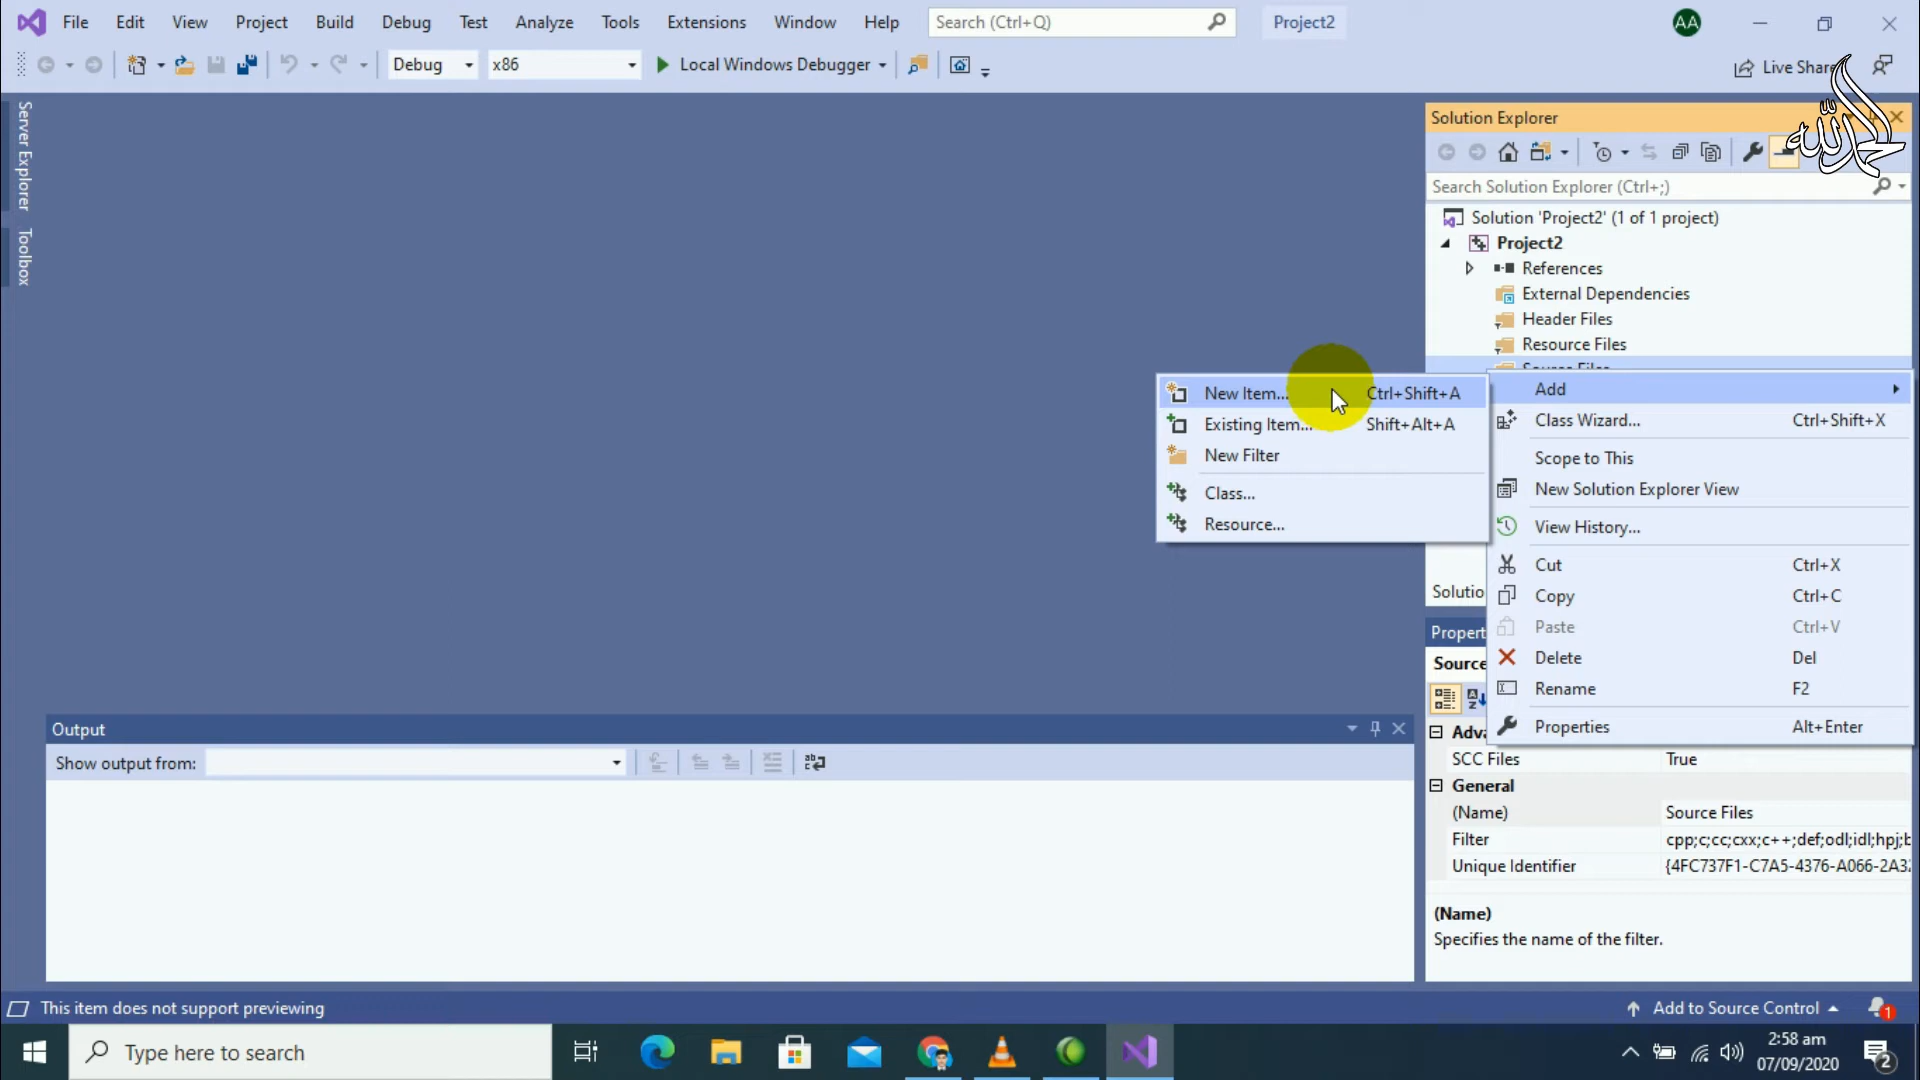 File Edit View Project Build Debug Test Analyze Tools Extensions Window Help Search (Ctrl+Q) Project2 AA
Debug x86 Local Windows Debugger Live Share
الحمدلله
Server Explorer
Toolbox
Solution Explorer
Search Solution Explorer (Ctrl+;)
Solution 'Project2' (1 of 1 project)
Project2
References
External Dependencies
Header Files
Resource Files
Source Files
New Item... Ctrl+Shift+A
Existing Item... Shift+Alt+A
New Filter
Class...
Resource...
Add
Class Wizard... Ctrl+Shift+X
Scope to This
New Solution Explorer View
View History...
Cut Ctrl+X
Copy Ctrl+C
Paste Ctrl+V
Delete Del
Rename F2
Properties Alt+Enter
Solutio
Propert
Source
Adva
SCC Files True
General
(Name) Source Files
Filter cpp;c;cc;cxx;c++;def;odl;idl;hpj;b
Unique Identifier {4FC737F1-C7A5-4376-A066-2A32
(Name)
Specifies the name of the filter.
Output
Show output from:
This item does not support previewing
Add to Source Control 1
Type here to search
2:58 am
07/09/2020
2